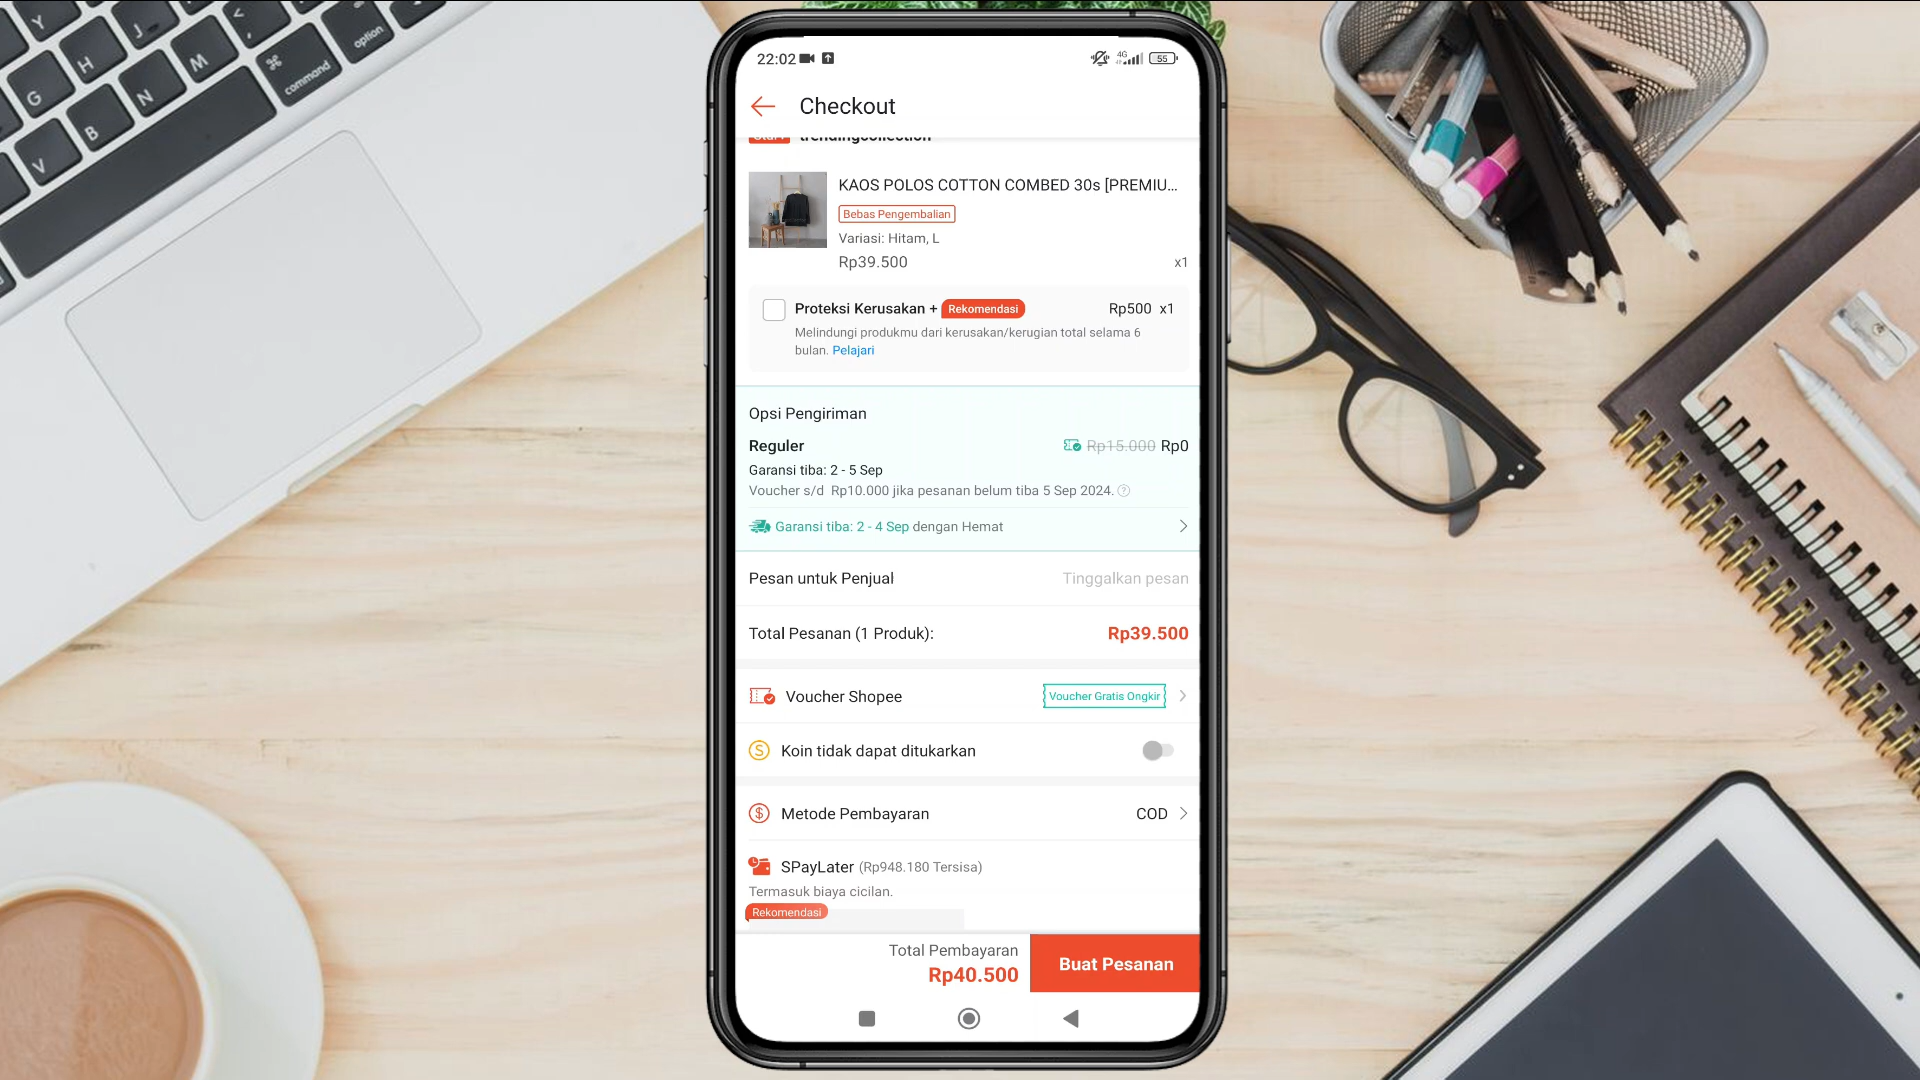 Y
J
<
G
H
M
⌘
option
B
N
command
V
22:02
4G
55
Checkout
trendingcollection
KAOS POLOS COTTON COMBED 30s [PREMIU...
Bebas Pengembalian
Variasi: Hitam, L
Rp39.500 x1
Proteksi Kerusakan + Rekomendasi Rp500 x1
Melindungi produkmu dari kerusakan/kerugian total selama 6
bulan. Pelajari
Opsi Pengiriman
Reguler Rp15.000 Rp0
Garansi tiba: 2 - 5 Sep
Voucher s/d Rp10.000 jika pesanan belum tiba 5 Sep 2024. ?
Garansi tiba: 2 - 4 Sep dengan Hemat
Pesan untuk Penjual Tinggalkan pesan
Total Pesanan (1 Produk): Rp39.500
Voucher Shopee Voucher Gratis Ongkir
S Koin tidak dapat ditukarkan
$ Metode Pembayaran COD
SPayLater (Rp948.180 Tersisa)
Termasuk biaya cicilan.
Rekomendasi
Total Pembayaran
Rp40.500
Buat Pesanan